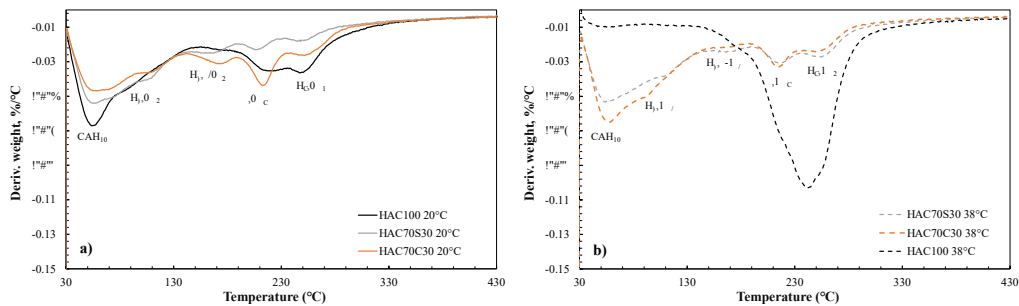 -0.01
-0.03
!"#"%
!"#"(
!"#"'
-0.11
-0.13
-0.15
Deriv. weight, %/°C
CAH10
a)
HAC100 20°C
HAC70S30 20°C
HAC70C30 20°C
30
130
230
330
430
Temperature (°C)
-0.01
-0.03
!"#"%
!"#"(
!"#"'
-0.11
-0.13
-0.15
Deriv. weight, %/°C
CAH10
b)
HAC70S30 38°C
HAC70C30 38°C
HAC100 38°C
30
130
230
330
430
Temperature (°C)